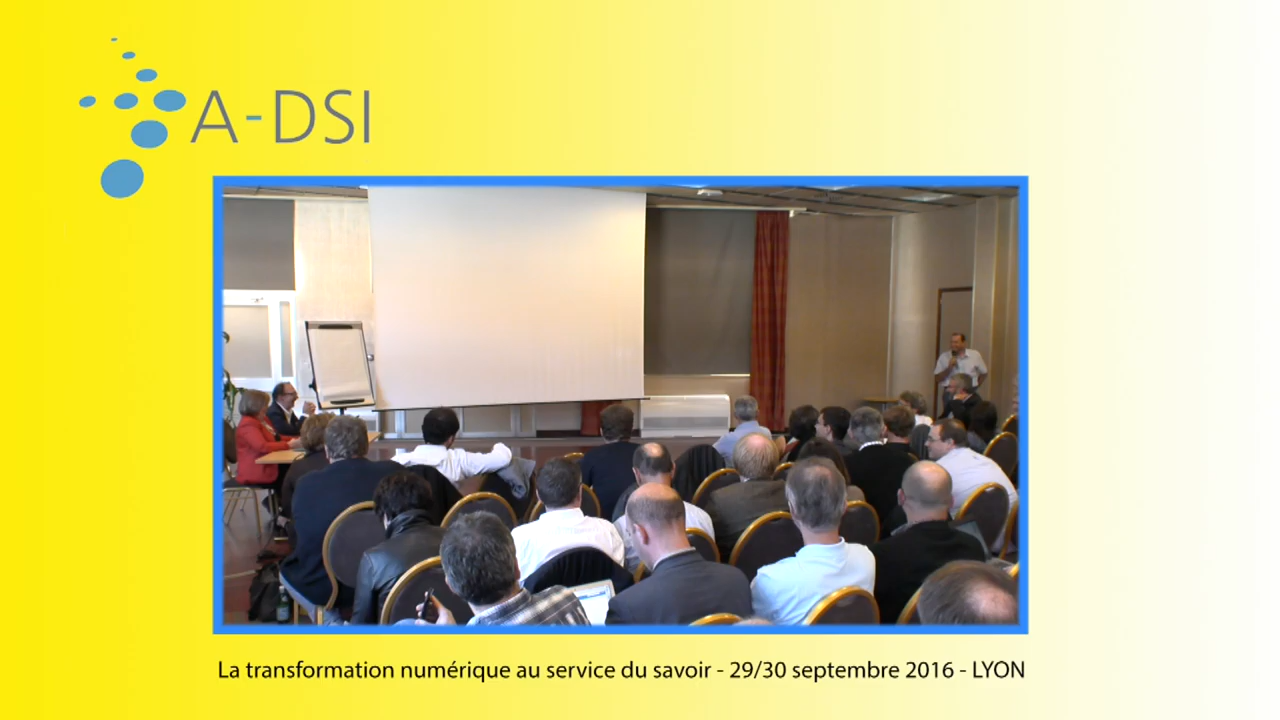 A-DSI
La transformation numérique au service du savoir - 29/30 septembre 2016 - LYON